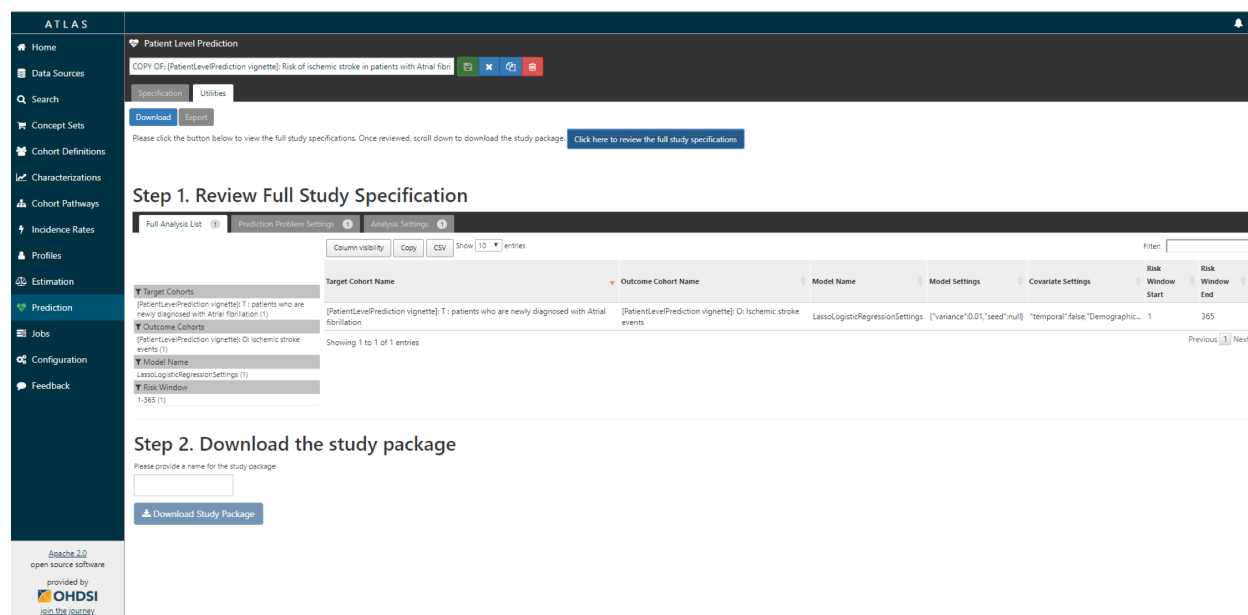 ATLAS
Home
Data Sources
Search
Concept Sets
Cohort Definitions
Characterizations
Cohort Pathways
Incidence Rates
Profiles
Estimation
Prediction
Jobs
Configuration
Feedback
Apache 2.0
open source software
provided by
OHDSI
join the journey
Patient Level Prediction
COPY OF: [PatientLevelPrediction vignette]: Risk of ischemic stroke in patients with Atrial fibri
Specification Utilities
Download Export
Please click the button below to view the full study specifications. Once reviewed, scroll down to download the study package. Click here to review the full study specifications
Step 1. Review Full Study Specification
Full Analysis List 1 Prediction Problem Settings 1 Analysis Settings 1
Column visibility Copy CSV Show 10 entries Filter:
Target Cohorts
[PatientLevelPrediction vignette]: T : patients who are
newly diagnosed with Atrial fibrillation (1)
Outcome Cohorts
[PatientLevelPrediction vignette]: O: Ischemic stroke
events (1)
Model Name
LassoLogisticRegressionSettings (1)
Risk Window
1-365 (1)
Target Cohort Name Outcome Cohort Name Model Name Model Settings Covariate Settings Risk Window Start Risk Window End
[PatientLevelPrediction vignette]: T : patients who are newly diagnosed with Atrial
fibrillation
[PatientLevelPrediction vignette]: O: Ischemic stroke
events
LassoLogisticRegressionSettings {"variance":0.01,"seed":null} "temporal":false,"Demographic... 1 365
Showing 1 to 1 of 1 entries
Previous 1 Next
Step 2. Download the study package
Please provide a name for the study package:
Download Study Package